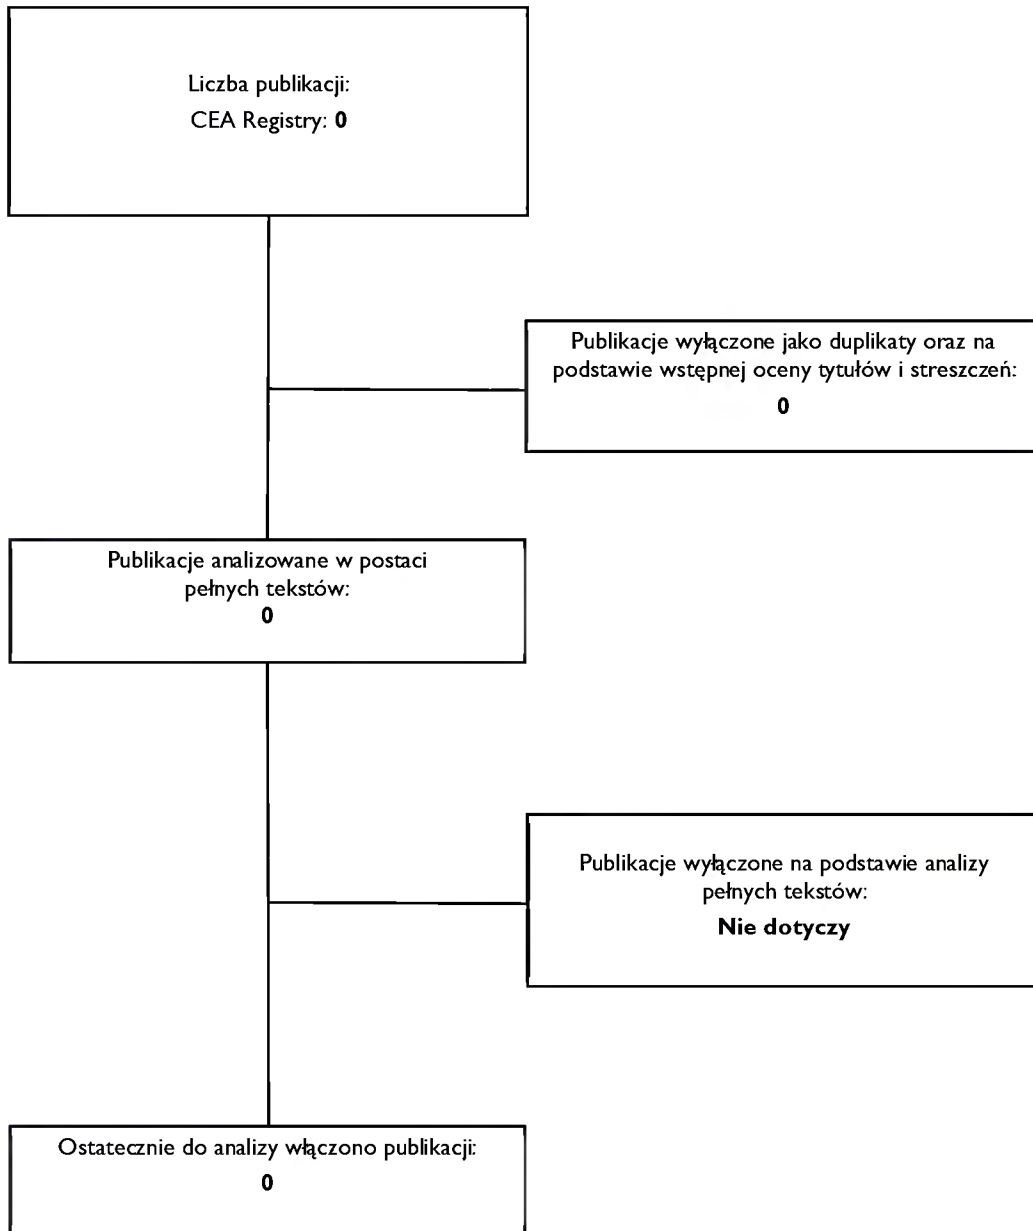 Liczba publikacji:
CEA Registry: 0
Publikacje wyłączone jako duplikaty oraz na
podstawie wstępnej oceny tytułów i streszczeń:
0
Publikacje analizowane w postaci
pełnych tekstów:
0
Publikacje wyłączone na podstawie analizy
pełnych tekstów:
Nie dotyczy
Ostatecznie do analizy włączono publikacji:
0